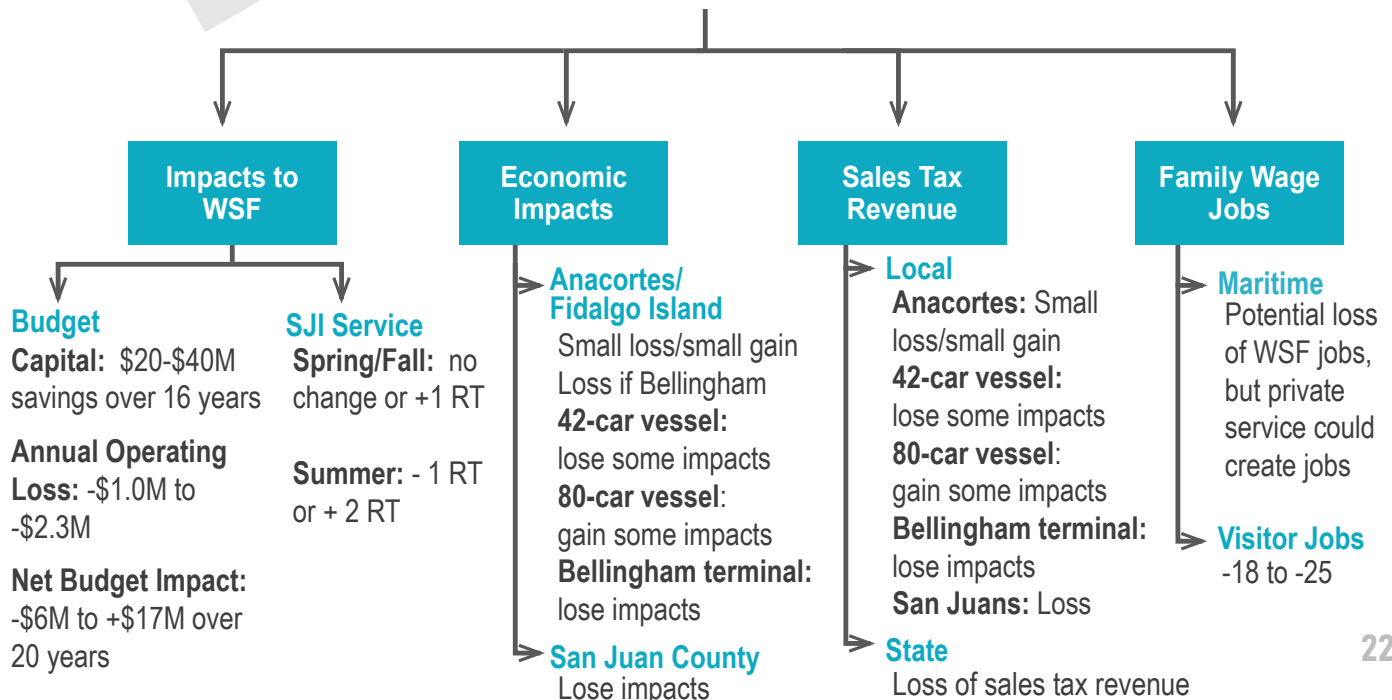 Impacts to
WSF
Budget
Capital: $20-$40M
savings over 16 years
Annual Operating
Loss: -$1.0M to
-$2.3M
Net Budget Impact:
-$6M to +$17M over
20 years
SJI Service
Spring/Fall: no
change or +1 RT
Summer: - 1 RT
or + 2 RT
Economic
Impacts
Anacortes/
Fidalgo Island
Small loss/small gain
Loss if Bellingham
42-car vessel:
lose some impacts
80-car vessel:
gain some impacts
Bellingham terminal:
lose impacts
San Juan County
Lose impacts
Sales Tax
Revenue
Local
Anacortes: Small
loss/small gain
42-car vessel:
lose some impacts
80-car vessel:
gain some impacts
Bellingham terminal:
lose impacts
San Juans: Loss
State
Loss of sales tax revenue
Family Wage
Jobs
Maritime
Potential loss
of WSF jobs,
but private
service could
create jobs
Visitor Jobs
-18 to -25
22